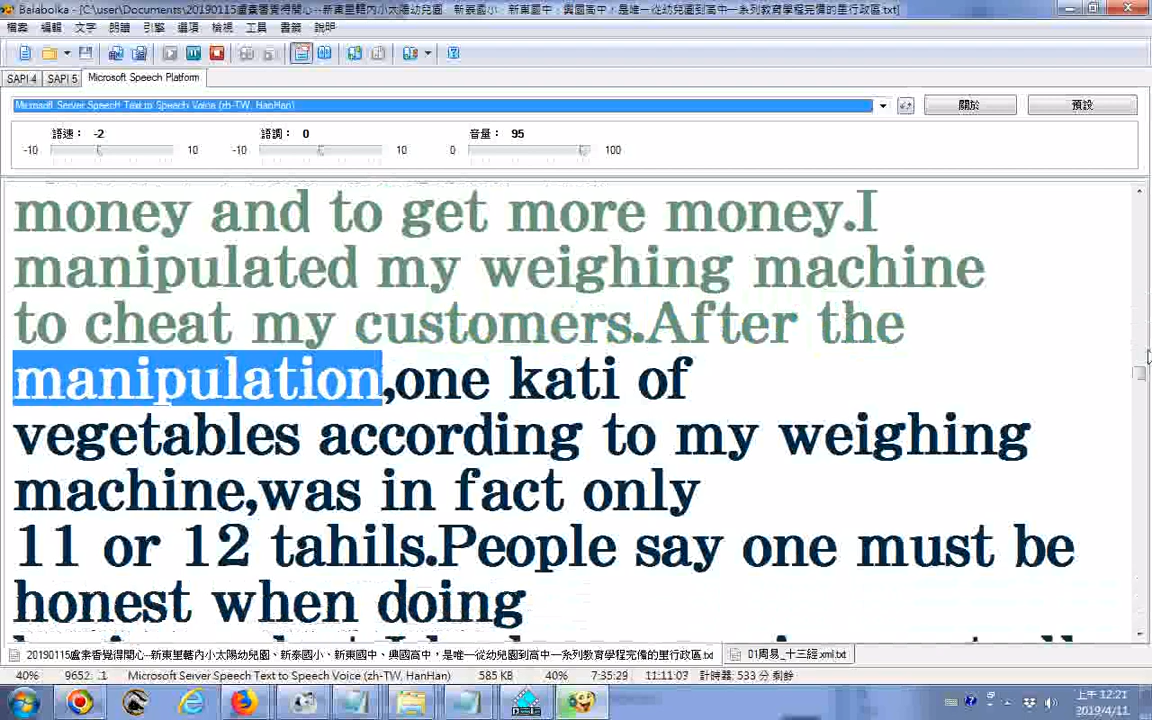 Balabolka - [C:\user\Documents\20190115盧素香覺得開心--新東里轄內小太陽幼兒園、新泰國小、新東國中、興國高中，是唯一從幼兒園到高中一系列教育學程完備的里行政區.txt]
檔案 編輯 文字 朗讀 引擎 選項 檢視 工具 書籤 說明
SAPI 4 SAPI 5 Microsoft Speech Platform
Microsoft Server Speech Text to Speech Voice (zh-TW, HanHan) 關於 預設
語速： -2 語調： 0 音量： 95
-10 10 -10 10 0 100
money and to get more money.I
manipulated my weighing machine
to cheat my customers.After the
manipulation,one kati of
vegetables according to my weighing
machine,was in fact only
11 or 12 tahils.People say one must be
honest when doing
20190115盧素香覺得開心--新東里轄內小太陽幼兒園、新泰國小、新東國中、興國高中，是唯一從幼兒園到高中一系列教育學程完備的里行政區.txt 01周易_十三經.xml.txt
40% Microsoft Server Speech Text to Speech Voice (zh-TW, HanHan) 585 KB 40% 7:35:29 11:11:03 計時器: 533 分 剩餘
上午 12:21
2019/4/11